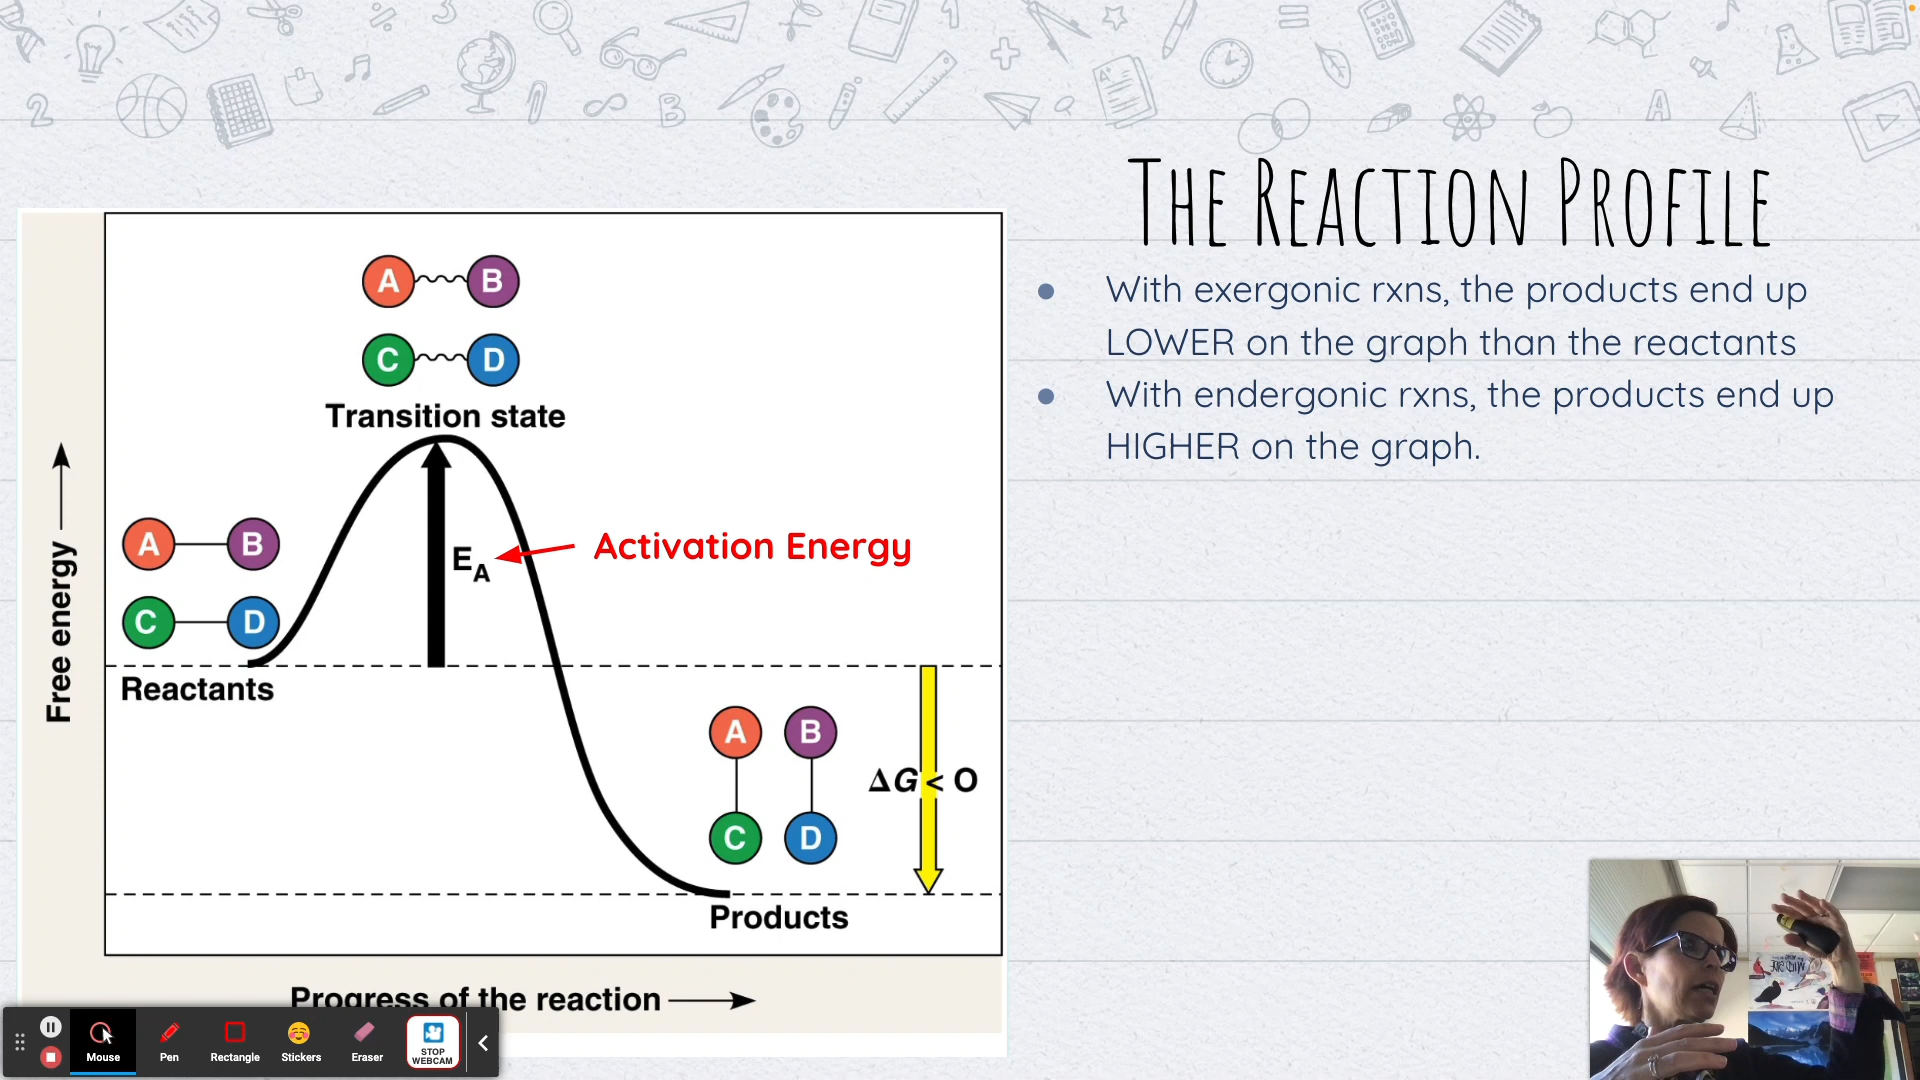 THE REACTION PROFILE
With exergonic rxns, the products end up
LOWER on the graph than the reactants
With endergonic rxns, the products end up
HIGHER on the graph.
A B
C D
Transition state
A B
C D
Reactants
E_A
Activation Energy
A B
C D
ΔG < O
Products
Free energy
Progress of the reaction
Mouse
Pen
Rectangle
Stickers
Eraser
STOP
WEBCAM